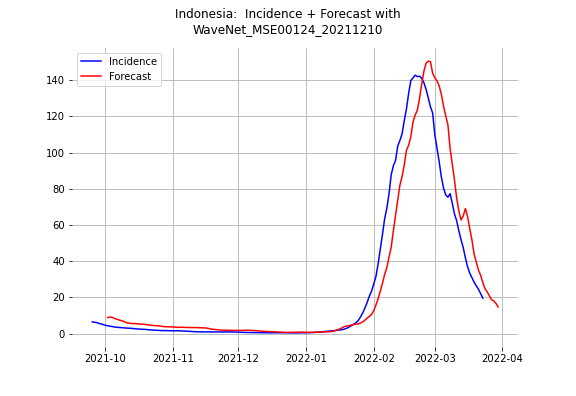 Indonesia:  Incidence + Forecast with
WaveNet_MSE00124_20211210
Incidence
Forecast
140
120
100
80
60
40
20
0
2021-10 2021-11 2021-12 2022-01 2022-02 2022-03 2022-04